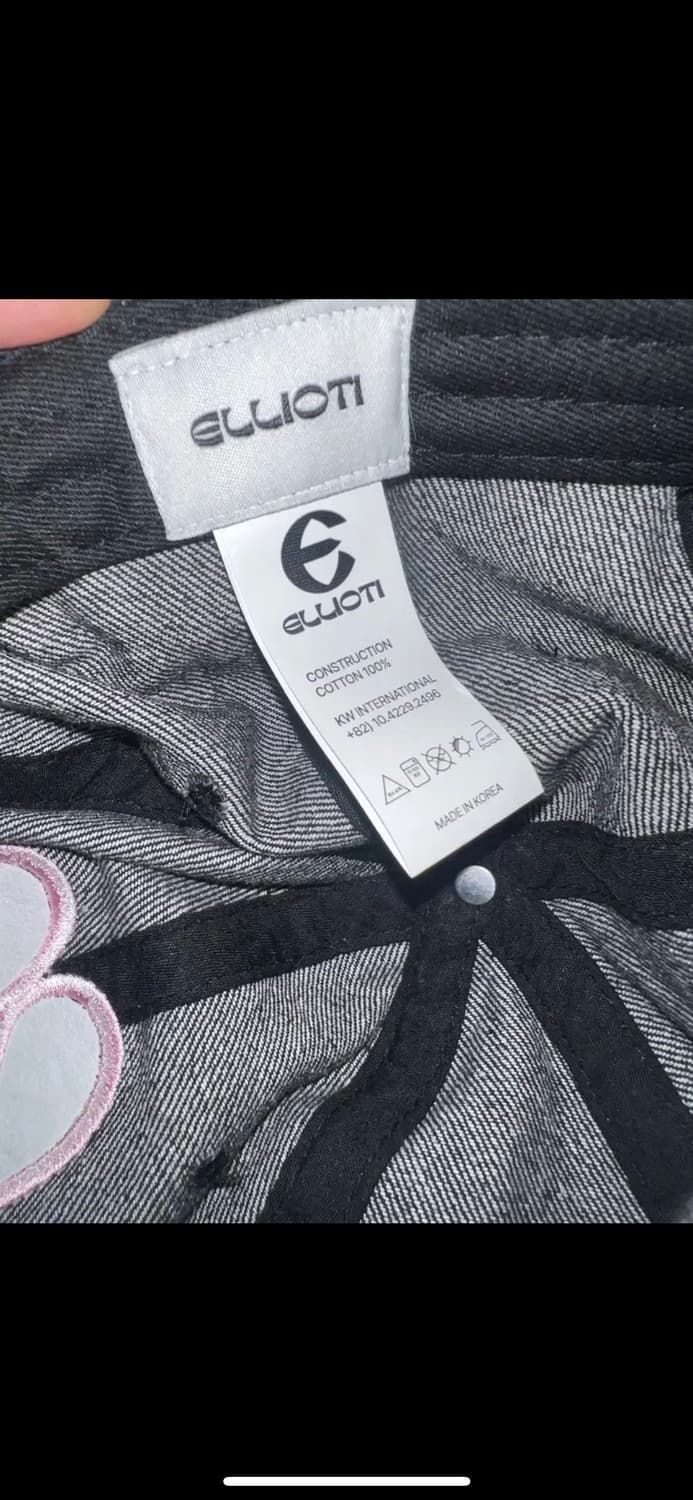 ELLIOTI
ELLIOTI
CONSTRUCTION
COTTON 100%
KW INTERNATIONAL
+82) 10.4229.2496
MADE IN KOREA